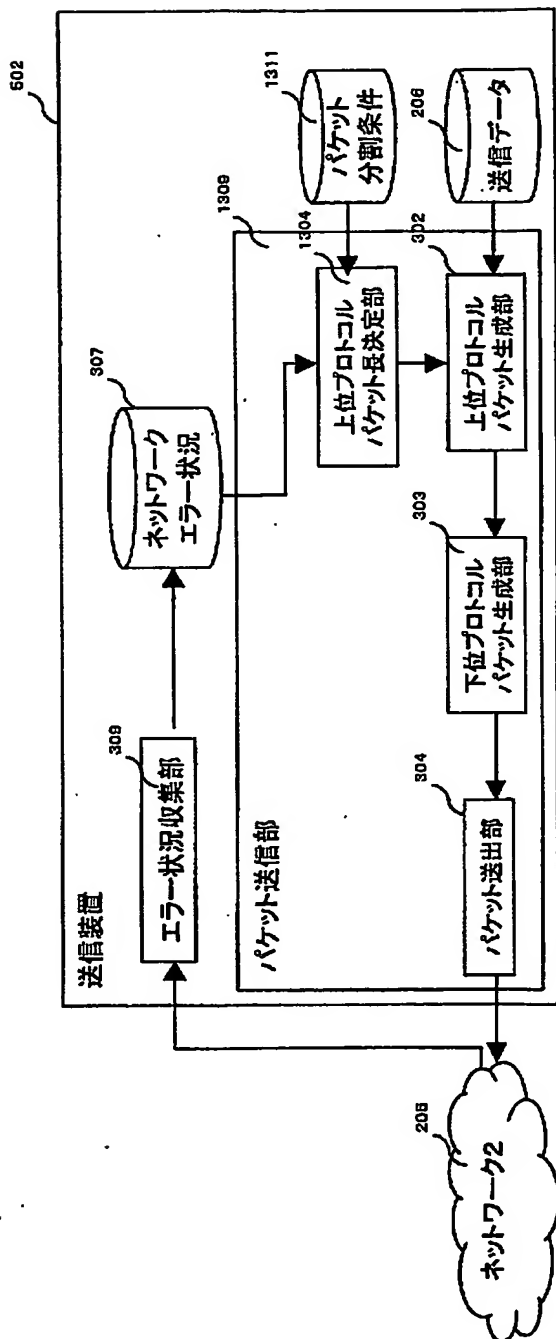 502
送信装置
エラー状況収集部
309
ネットワーク
エラー状況
307
パケット送信部
1309
上位プロトコル
パケット長決定部
1304
パケット
分割条件
1311
送信データ
206
上位プロトコル
パケット生成部
302
下位プロトコル
パケット生成部
303
パケット送出部
304
ネットワーク2
208